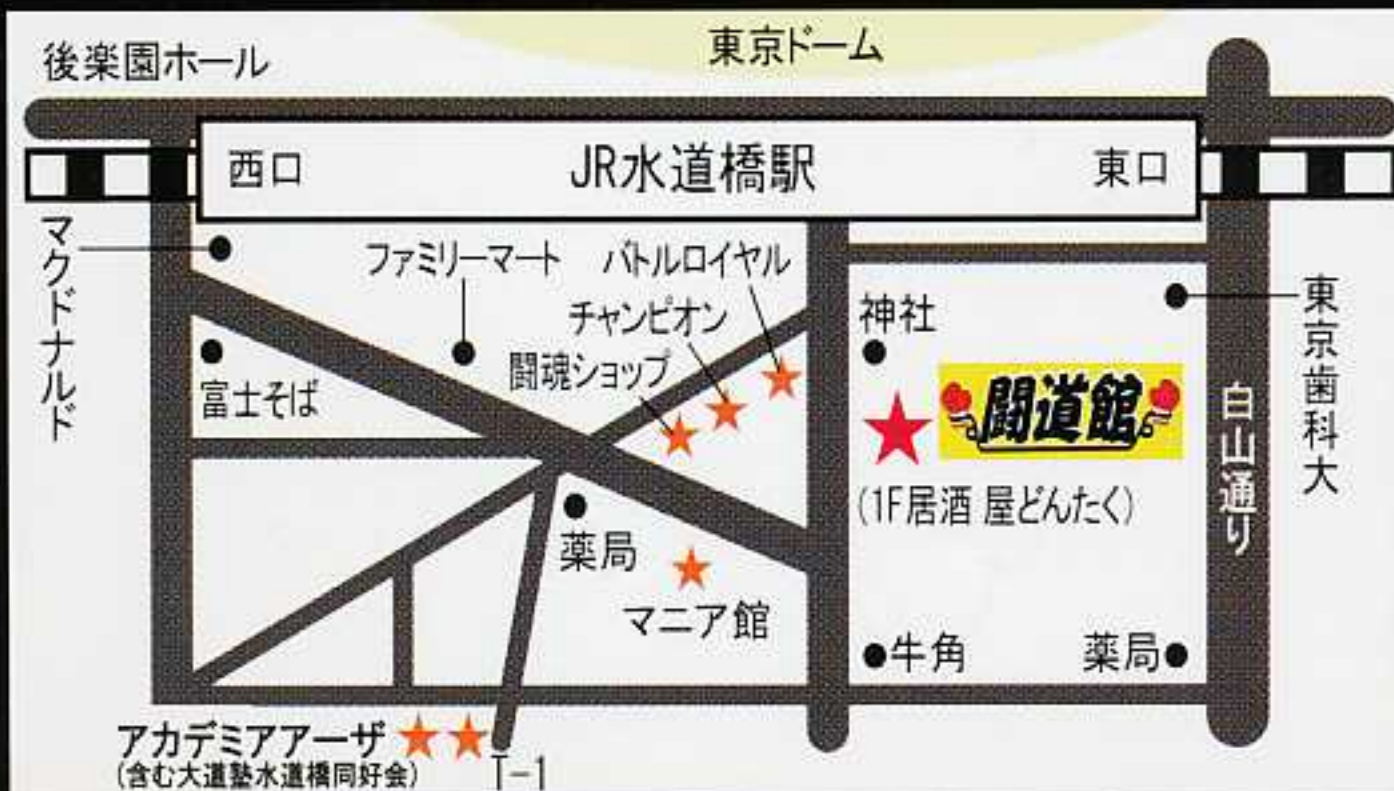 後楽園ホール
東京ドーム
西口
JR水道橋駅
東口
マクドナルド
ファミリーマート
バトルロイヤル
チャンピオン
闘魂ショップ
富士そば
神社
闘道館
(1F居酒 屋どんたく)
東京歯科大
白山通り
薬局
マニア館
牛角
薬局
アカデミアアーザ
(含む大道塾水道橋同好会)
T-1